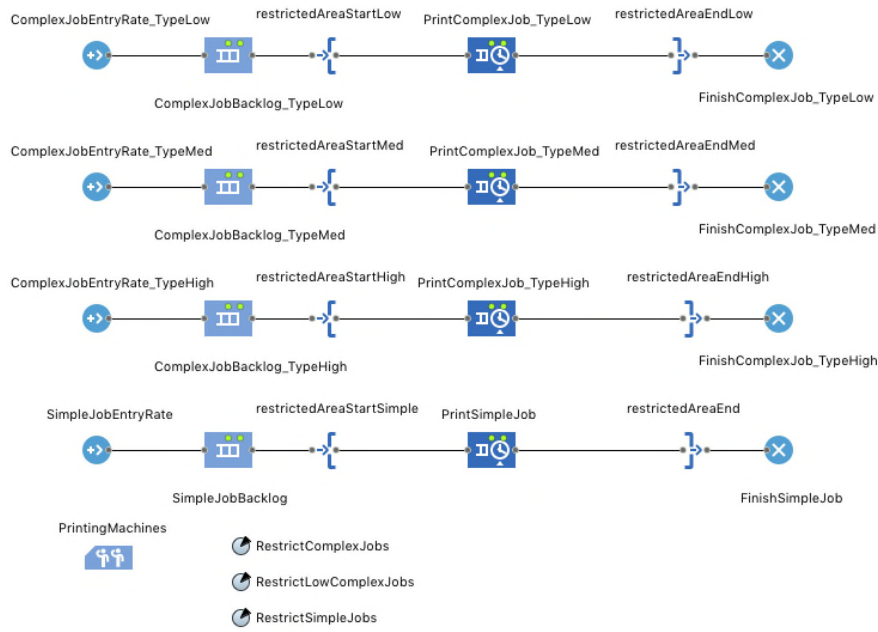 ComplexJobEntryRate_TypeLow
restrictedAreaStartLow
PrintComplexJob_TypeLow
restrictedAreaEndLow
ComplexJobBacklog_TypeLow
FinishComplexJob_TypeLow
ComplexJobEntryRate_TypeMed
restrictedAreaStartMed
PrintComplexJob_TypeMed
restrictedAreaEndMed
ComplexJobBacklog_TypeMed
FinishComplexJob_TypeMed
ComplexJobEntryRate_TypeHigh
restrictedAreaStartHigh
PrintComplexJob_TypeHigh
restrictedAreaEndHigh
ComplexJobBacklog_TypeHigh
FinishComplexJob_TypeHigh
SimpleJobEntryRate
restrictedAreaStartSimple
PrintSimpleJob
restrictedAreaEnd
SimpleJobBacklog
FinishSimpleJob
PrintingMachines
RestrictComplexJobs
RestrictLowComplexJobs
RestrictSimpleJobs